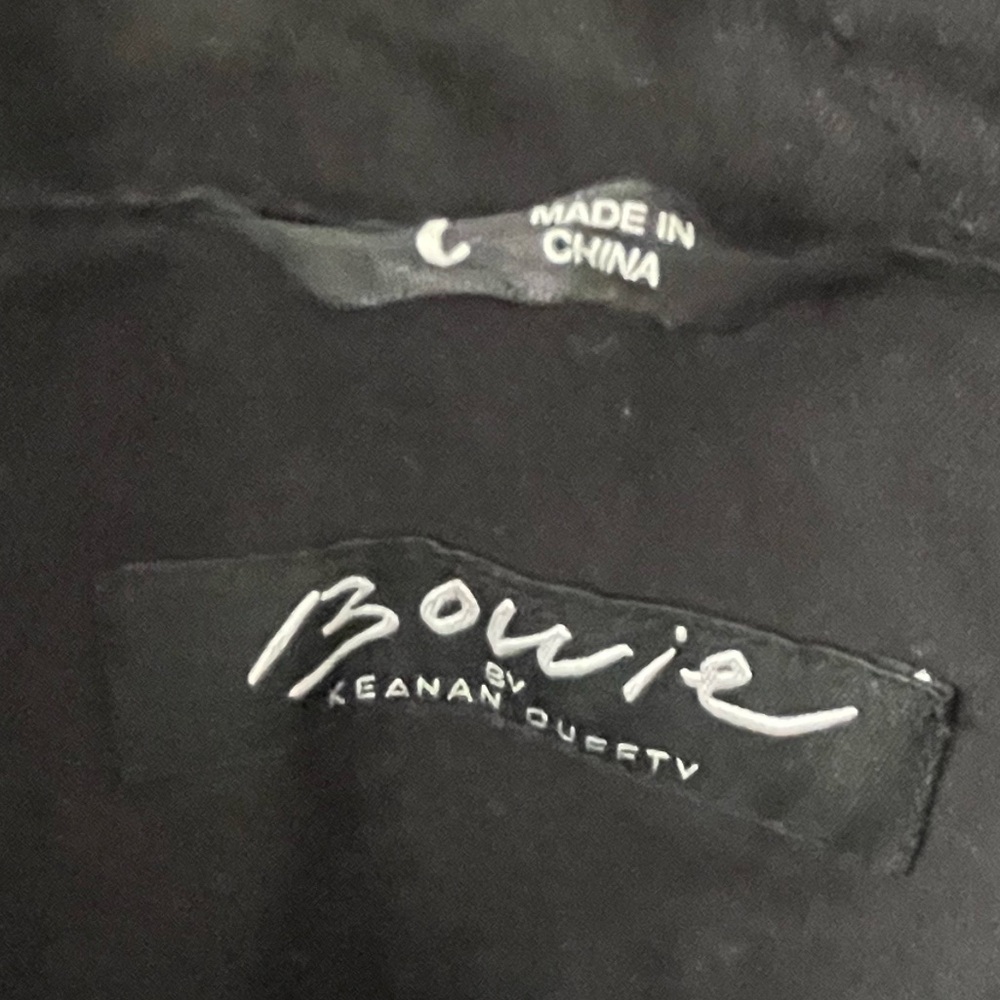 MADE IN
CHINA
Bowie
BY
KEANAN DUFFTY